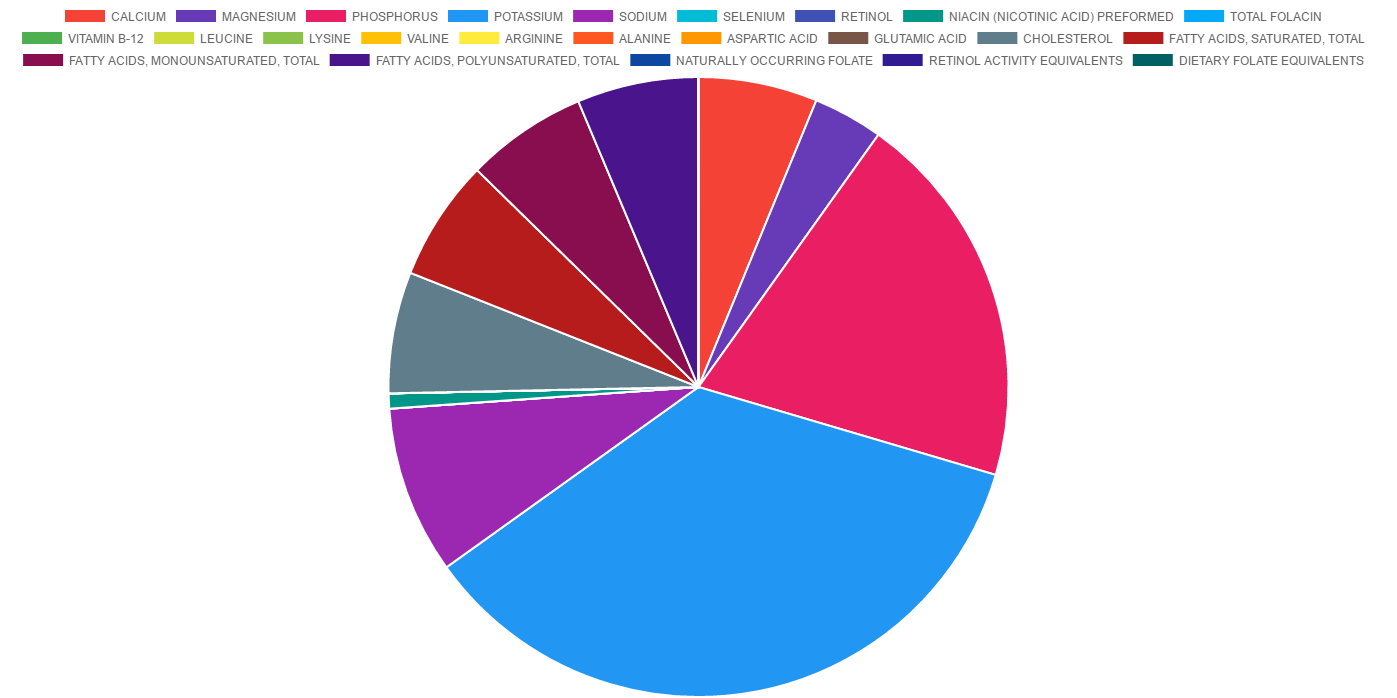 CALCIUM MAGNESIUM PHOSPHORUS POTASSIUM SODIUM SELENIUM RETINOL NIACIN (NICOTINIC ACID) PREFORMED TOTAL FOLACIN
VITAMIN B-12 LEUCINE LYSINE VALINE ARGININE ALANINE ASPARTIC ACID GLUTAMIC ACID CHOLESTEROL FATTY ACIDS, SATURATED, TOTAL
FATTY ACIDS, MONOUNSATURATED, TOTAL FATTY ACIDS, POLYUNSATURATED, TOTAL NATURALLY OCCURRING FOLATE RETINOL ACTIVITY EQUIVALENTS DIETARY FOLATE EQUIVALENTS